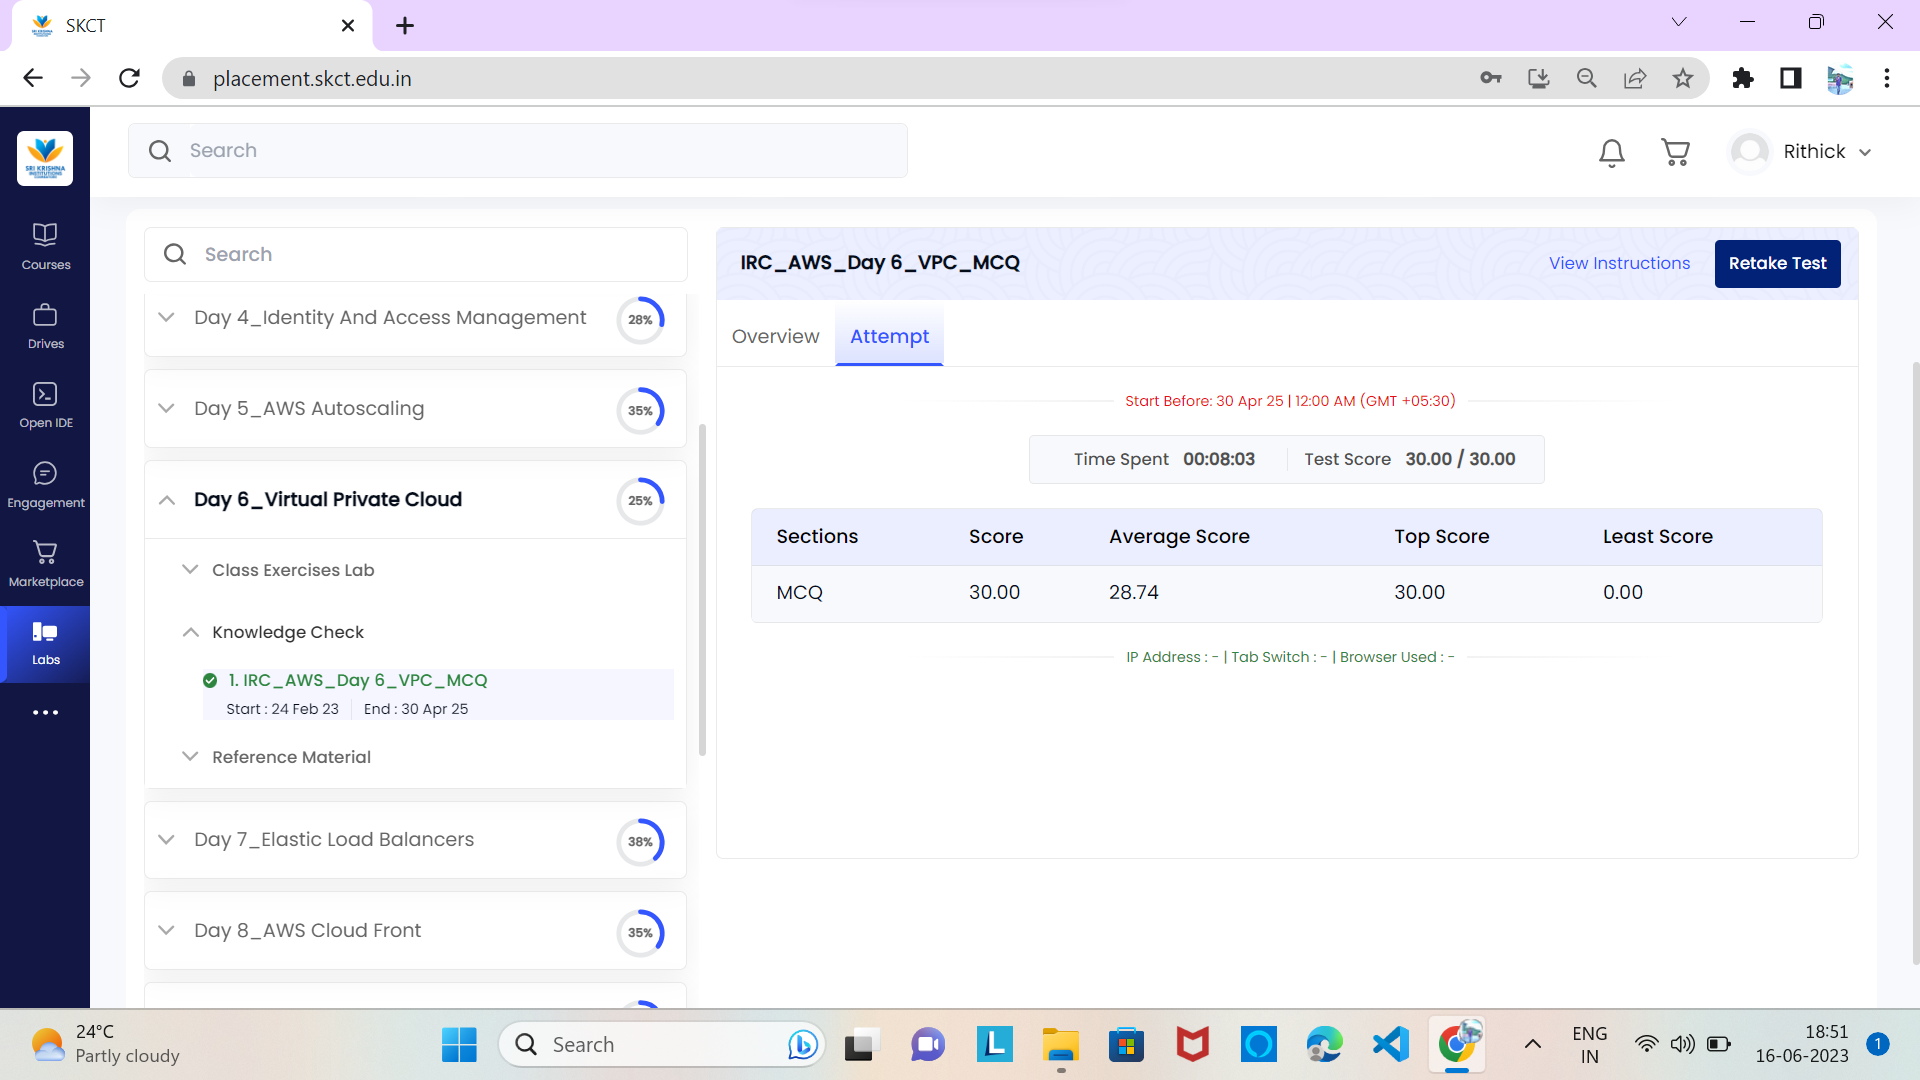 SKCT
placement.skct.edu.in
SRI KRISHNA
INSTITUTIONS
Search
Rithick
Courses
Drives
Open IDE
Engagement
Marketplace
Labs
Search
Day 4_Identity And Access Management
28%
Day 5_AWS Autoscaling
35%
Day 6_Virtual Private Cloud
25%
Class Exercises Lab
Knowledge Check
1. IRC_AWS_Day 6_VPC_MCQ
Start : 24 Feb 23 | End : 30 Apr 25
Reference Material
Day 7_Elastic Load Balancers
38%
Day 8_AWS Cloud Front
35%
IRC_AWS_Day 6_VPC_MCQ
View Instructions
Retake Test
Overview
Attempt
Start Before: 30 Apr 25 | 12:00 AM (GMT +05:30)
Time Spent 00:08:03 | Test Score 30.00 / 30.00
Sections Score Average Score Top Score Least Score
MCQ 30.00 28.74 30.00 0.00
IP Address : - | Tab Switch : - | Browser Used : -
24°C
Partly cloudy
Search
L
ENG
IN
18:51
16-06-2023
1